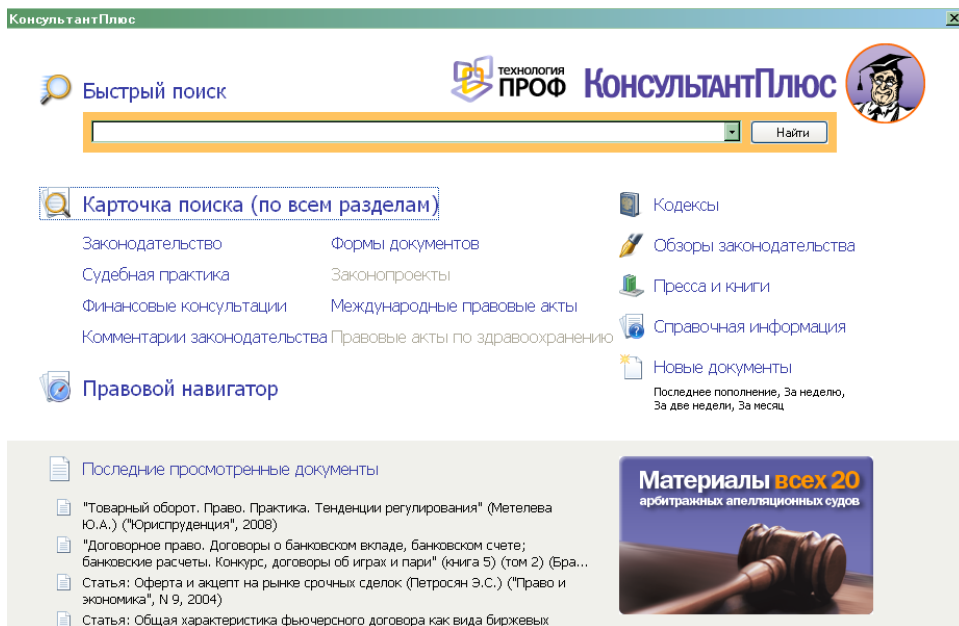 КонсультантПлюс
Быстрый поиск
технология
ПРОФ
КонсультантПлюс
Найти
Карточка поиска (по всем разделам)
Законодательство
Формы документов
Судебная практика
Законопроекты
Финансовые консультации
Международные правовые акты
Комментарии законодательства
Правовые акты по здравоохранению
Правовой навигатор
Кодексы
Обзоры законодательства
Пресса и книги
Справочная информация
Новые документы
Последнее пополнение, За неделю,
За две недели, За месяц
Последние просмотренные документы
"Товарный оборот. Право. Практика. Тенденции регулирования" (Метелева
Ю.А.) ("Юриспруденция", 2008)
"Договорное право. Договоры о банковском вкладе, банковском счете;
банковские расчеты. Конкурс, договоры об играх и пари" (книга 5) (том 2) (Бра...
Статья: Оферта и акцепт на рынке срочных сделок (Петросян Э.С.) ("Право и
экономика", N 9, 2004)
Статья: Общая характеристика фьючерсного договора как вида биржевых
Материалы всех 20
арбитражных апелляционных судов